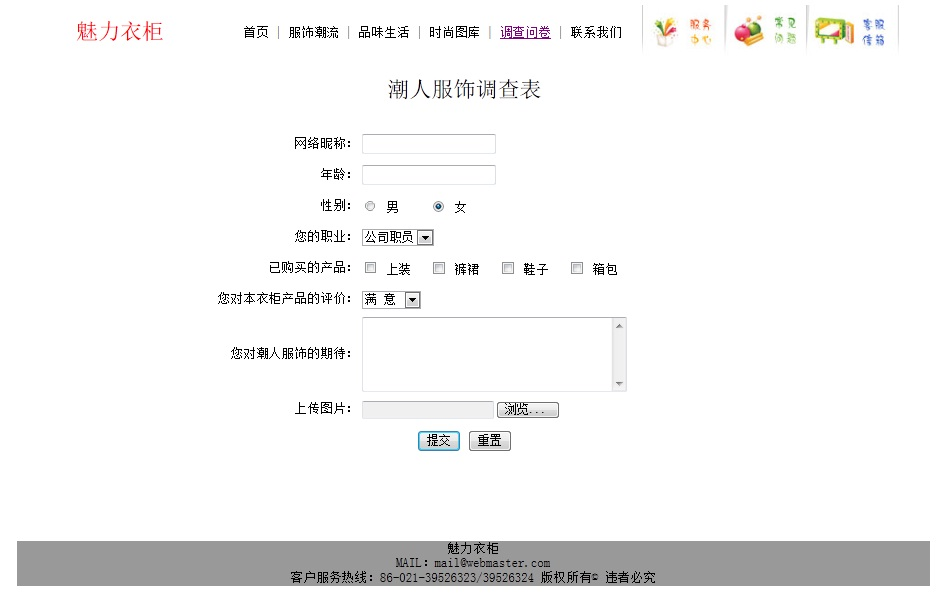 魅力衣柜
首页 | 服饰潮流 | 品味生活 | 时尚图库 | 调查问卷 | 联系我们
服务中心
常见问题
客服信箱
潮人服饰调查表
网络昵称:
年龄:
性别: 男 女
您的职业: 公司职员
已购买的产品: 上装 裤裙 鞋子 箱包
您对本衣柜产品的评价: 满 意
您对潮人服饰的期待:
上传图片: 浏览...
提交 重置
魅力衣柜
MAIL: mail@webmaster.com
客户服务热线: 86-021-39526323/39526324 版权所有© 违者必究